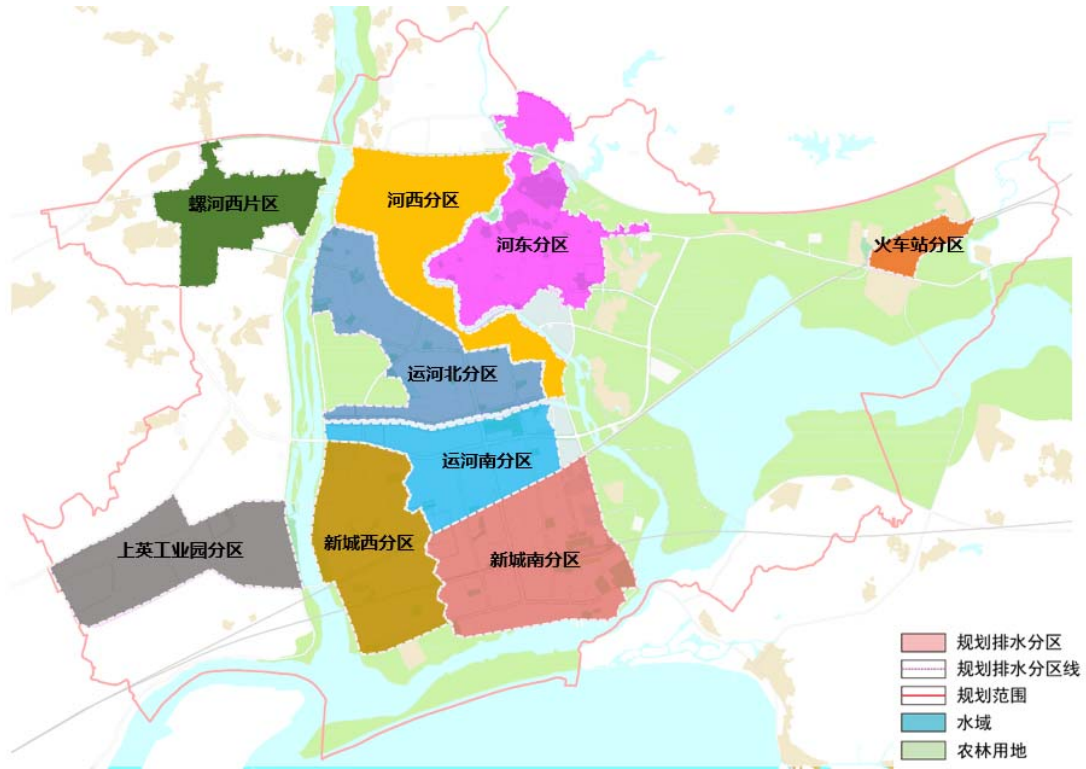 螺河西片区
河西分区
河东分区
火车站分区
运河北分区
运河南分区
上英工业园分区
新城西分区
新城南分区
规划排水分区
规划排水分区线
规划范围
水域
农林用地